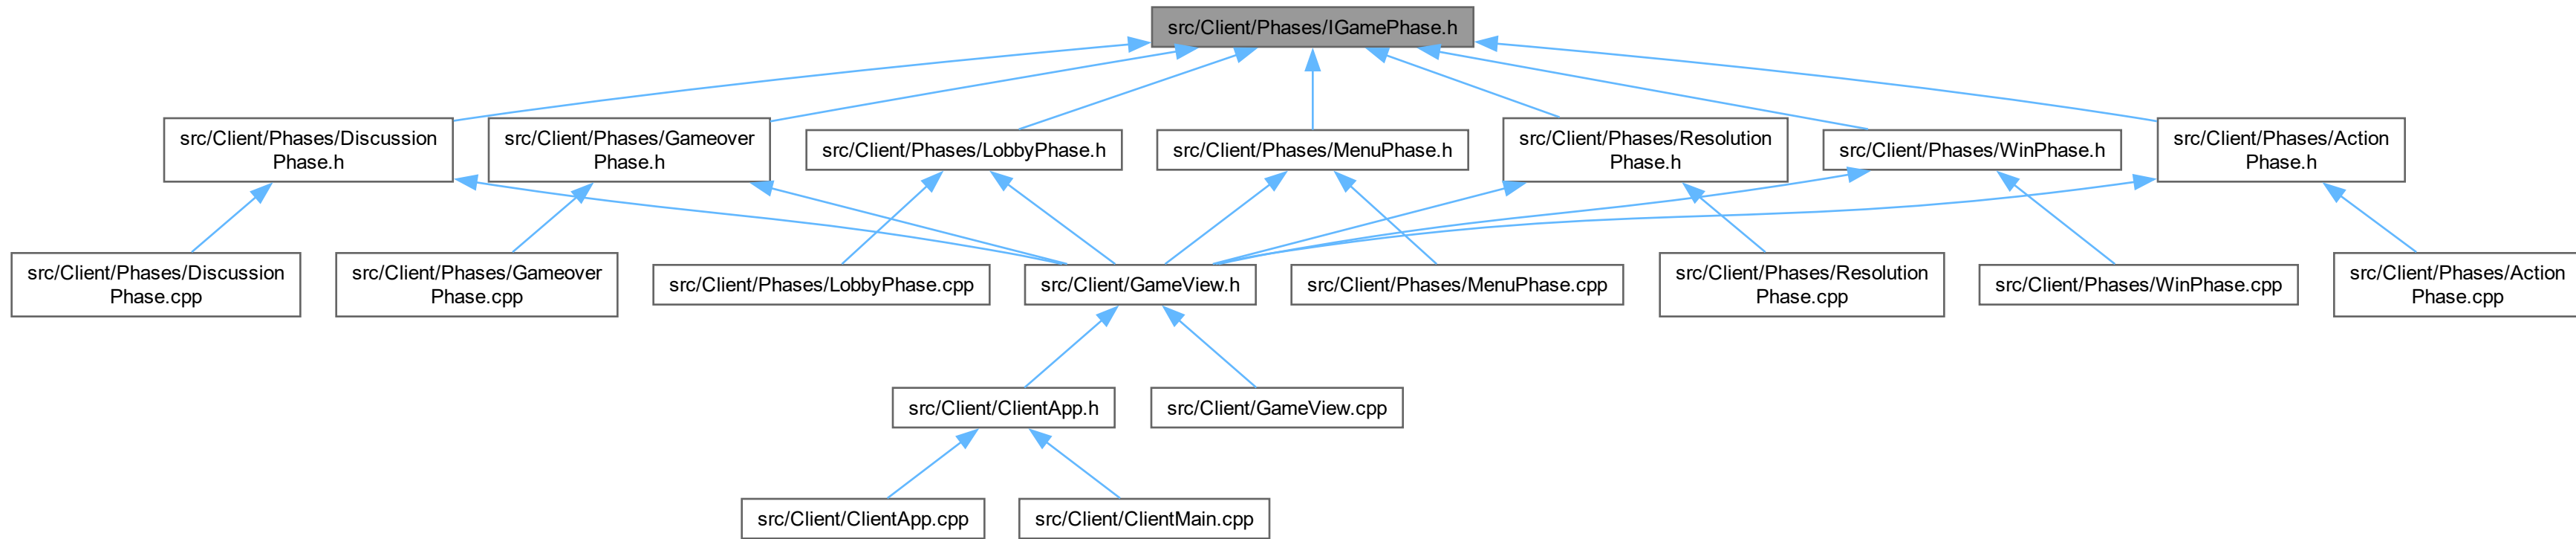 src/Client/Phases/IGamePhase.h
src/Client/Phases/Discussion
Phase.h
src/Client/Phases/Gameover
Phase.h
src/Client/Phases/LobbyPhase.h
src/Client/Phases/MenuPhase.h
src/Client/Phases/Resolution
Phase.h
src/Client/Phases/WinPhase.h
src/Client/Phases/Action
Phase.h
src/Client/Phases/Discussion
Phase.cpp
src/Client/Phases/Gameover
Phase.cpp
src/Client/Phases/LobbyPhase.cpp
src/Client/GameView.h
src/Client/Phases/MenuPhase.cpp
src/Client/Phases/Resolution
Phase.cpp
src/Client/Phases/WinPhase.cpp
src/Client/Phases/Action
Phase.cpp
src/Client/ClientApp.h
src/Client/GameView.cpp
src/Client/ClientApp.cpp
src/Client/ClientMain.cpp